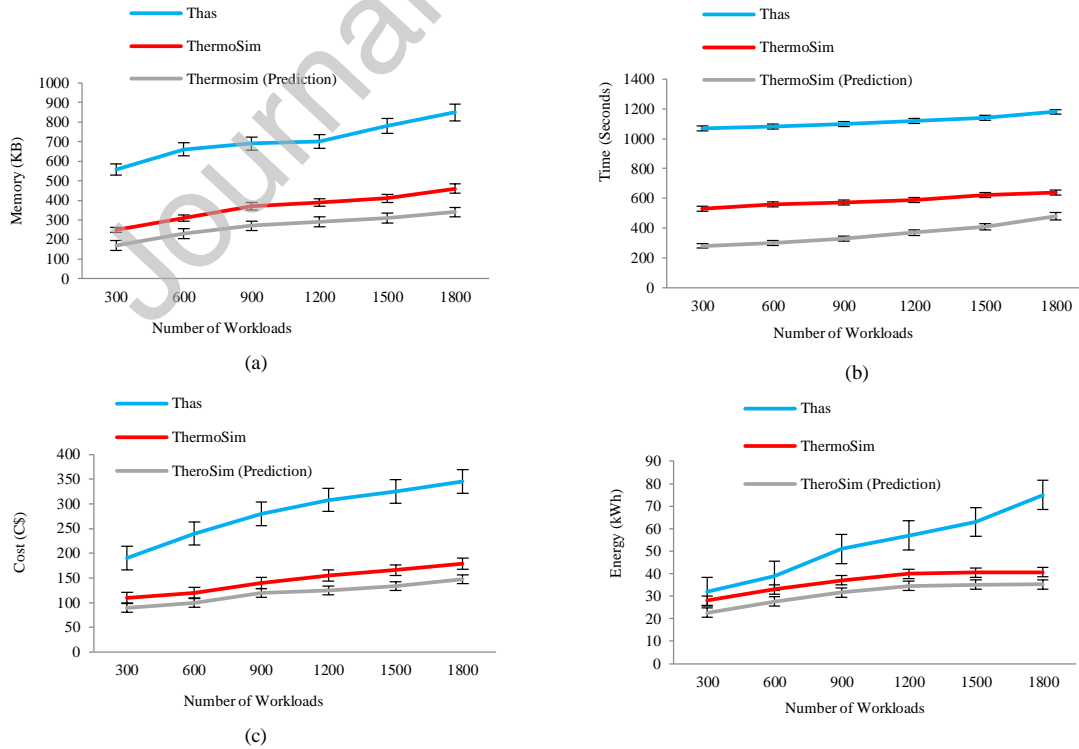 Thas
ThermoSim
Thermosim (Prediction)
1000
900
800
700
600
500
400
300
200
100
0
Memory (KB)
300 600 900 1200 1500 1800
Number of Workloads
(a)
Thas
ThermoSim
ThermoSim (Prediction)
1400
1200
1000
800
600
400
200
0
Time (Seconds)
300 600 900 1200 1500 1800
Number of Workloads
(b)
Thas
ThermoSim
TheroSim (Prediction)
400
350
300
250
200
150
100
50
0
Cost (C$)
300 600 900 1200 1500 1800
Number of Workloads
(c)
Thas
ThermoSim
TheroSim (Prediction)
90
80
70
60
50
40
30
20
10
0
Energy (kWh)
300 600 900 1200 1500 1800
Number of Workloads
Journal